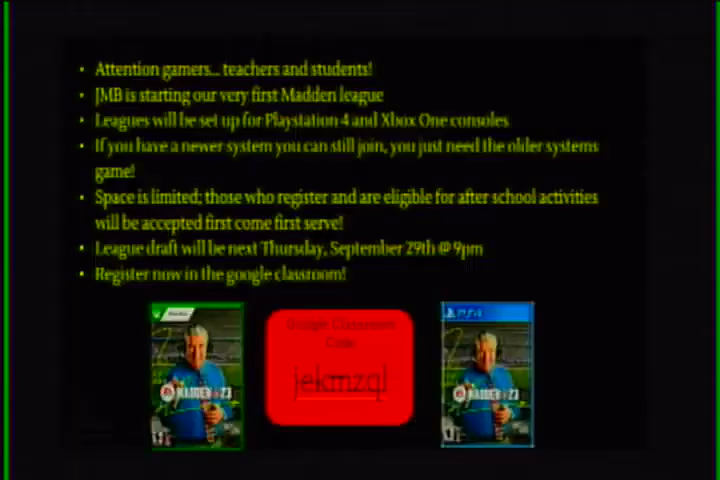 • Attention gamers... teachers and students!
• JMB is starting our very first Madden league
• Leagues will be set up for Playstation 4 and Xbox One consoles
• If you have a newer system you can still join, you just need the older systems
game!
• Space is limited; those who register and are eligible for after school activities
will be accepted first come first serve!
• League draft will be next Thursday, September 29th @ 9pm
• Register now in the google classroom!
Google Classroom
Code
PS4
MADDEN 23
MADDEN 23